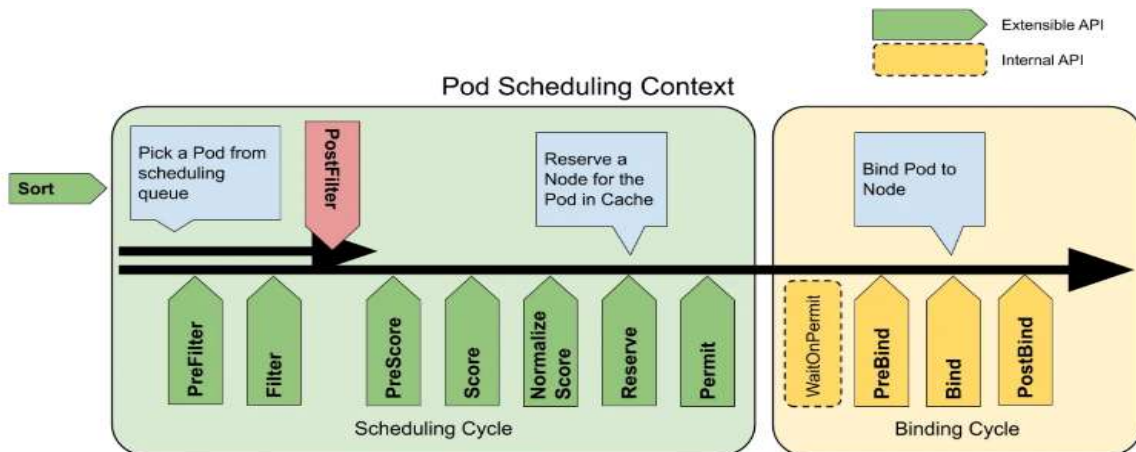 Extensible API
Internal API
Pod Scheduling Context
Pick a Pod from
scheduling
queue
PostFilter
Reserve a
Node for the
Pod in Cache
Bind Pod to
Node
Sort
PreFilter
Filter
PreScore
Score
Normalize
Score
Reserve
Permit
WaitOnPermit
PreBind
Bind
PostBind
Scheduling Cycle
Binding Cycle